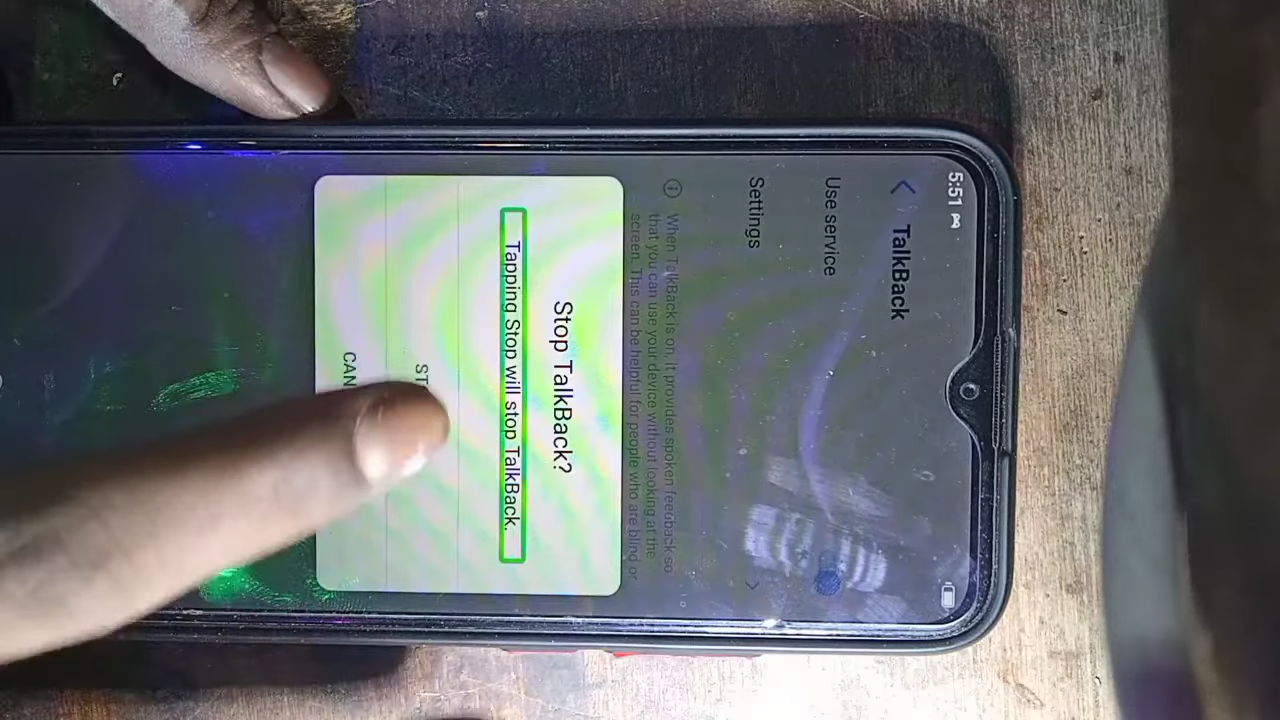 5:51
TalkBack
Use service
Settings
When TalkBack is on, it provides spoken feedback so
that you can use your device without looking at the
screen. This can be helpful for people who are blind or
Stop TalkBack?
Tapping Stop will stop TalkBack.